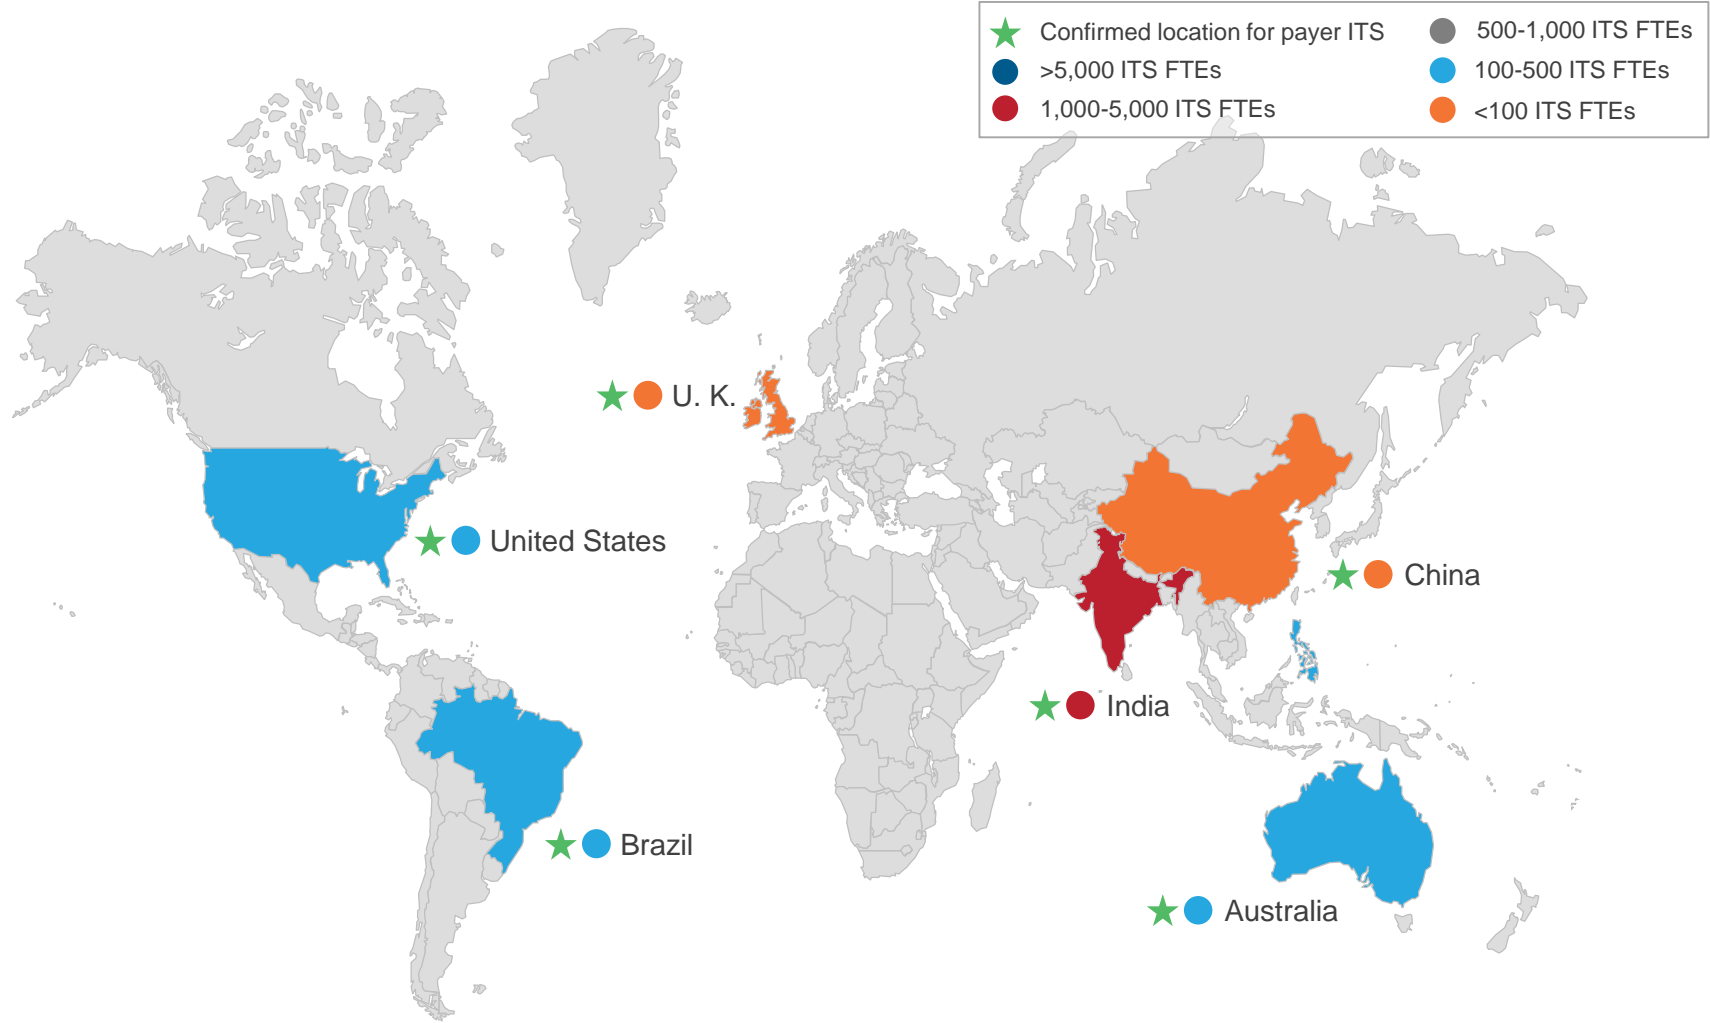 Confirmed location for payer ITS
500-1,000 ITS FTEs
>5,000 ITS FTEs
100-500 ITS FTEs
1,000-5,000 ITS FTEs
<100 ITS FTEs
U. K.
United States
China
India
Brazil
Australia